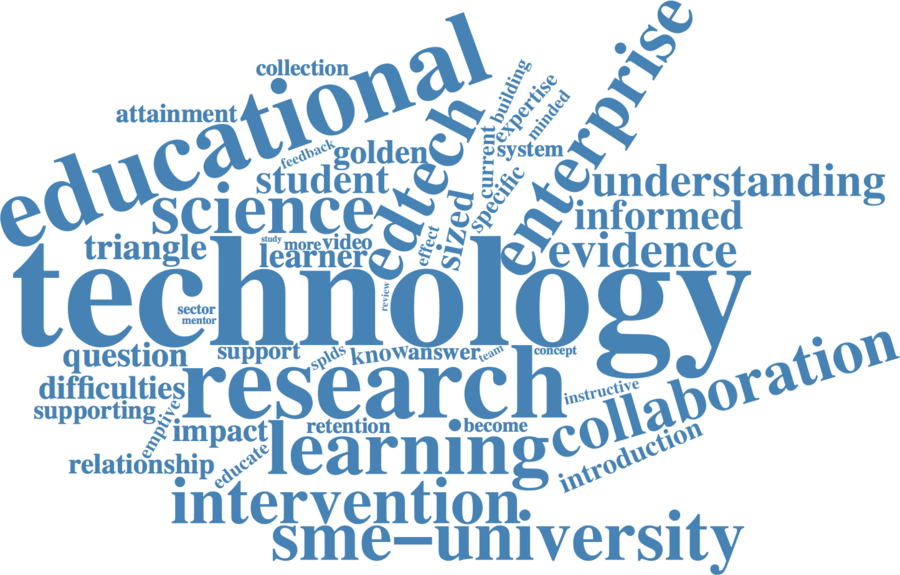 collection
educational
attainment
feedback
golden
student
science
edtech
current
building
expertise
minded
system
specific
sized
effect
enterprise
understanding
informed
evidence
triangle
study
more
video
learner
technology
sector
mentor
review
question
support
splds
know
answer
team
concept
difficulties
research
instructive
collaboration
supporting
emptive
impact
retention
become
learning
introduction
relationship
educate
intervention
sme–university